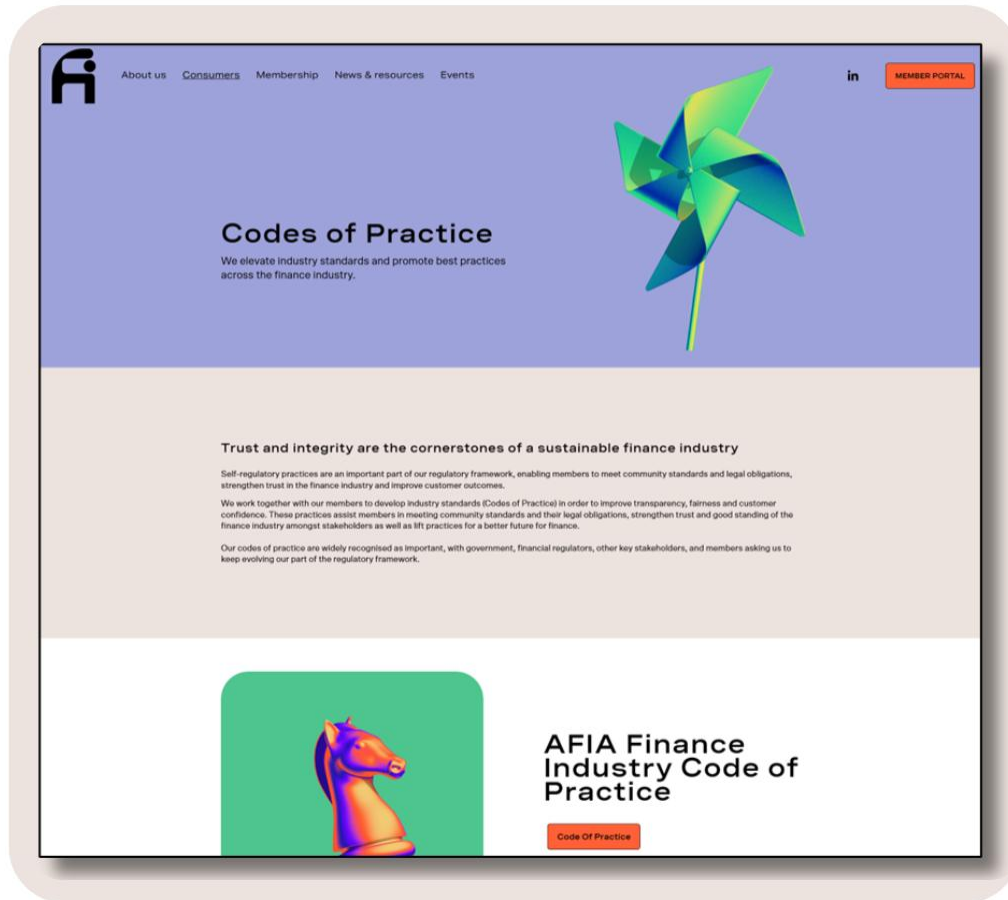 About us Consumers Membership News & resources Events in MEMBER PORTAL
Codes of Practice
We elevate industry standards and promote best practices
across the finance industry.
Trust and integrity are the cornerstones of a sustainable finance industry
Self-regulatory practices are an important part of our regulatory framework, enabling members to meet community standards and legal obligations,
strengthen trust in the finance industry and improve customer outcomes.
We work together with our members to develop industry standards (Codes of Practice) in order to improve transparency, fairness and customer
confidence. These practices assist members in meeting community standards and their legal obligations, strengthen trust and good standing of the
finance industry amongst stakeholders as well as lift practices for a better future for finance.
Our codes of practice are widely recognised as important, with government, financial regulators, other key stakeholders, and members asking us to
keep evolving our part of the regulatory framework.
AFIA Finance
Industry Code of
Practice
Code Of Practice